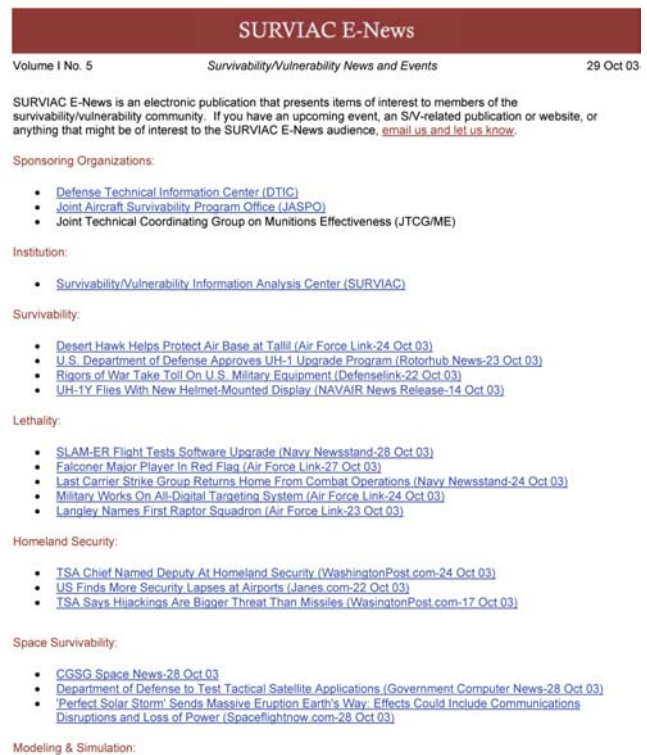 SURVIAC E-News
Volume I No. 5 Survivability/Vulnerability News and Events 29 Oct 03
SURVIAC E-News is an electronic publication that presents items of interest to members of the
survivability/vulnerability community. If you have an upcoming event, an S/V-related publication or website, or
anything that might be of interest to the SURVIAC E-News audience, email us and let us know.
Sponsoring Organizations:
• Defense Technical Information Center (DTIC)
• Joint Aircraft Survivability Program Office (JASPO)
• Joint Technical Coordinating Group on Munitions Effectiveness (JTCG/ME)
Institution:
• Survivability/Vulnerability Information Analysis Center (SURVIAC)
Survivability:
• Desert Hawk Helps Protect Air Base at Tallil (Air Force Link-24 Oct 03)
• U.S. Department of Defense Approves UH-1 Upgrade Program (Rotorhub News-23 Oct 03)
• Rigors of War Take Toll On U.S. Military Equipment (Defenselink-22 Oct 03)
• UH-1Y Flies With New Helmet-Mounted Display (NAVAIR News Release-14 Oct 03)
Lethality:
• SLAM-ER Flight Tests Software Upgrade (Navy Newsstand-28 Oct 03)
• Falconer Major Player In Red Flag (Air Force Link-27 Oct 03)
• Last Carrier Strike Group Returns Home From Combat Operations (Navy Newsstand-24 Oct 03)
• Military Works On All-Digital Targeting System (Air Force Link-24 Oct 03)
• Langley Names First Raptor Squadron (Air Force Link-23 Oct 03)
Homeland Security:
• TSA Chief Named Deputy At Homeland Security (WashingtonPost.com-24 Oct 03)
• US Finds More Security Lapses at Airports (Janes.com-22 Oct 03)
• TSA Says Hijackings Are Bigger Threat Than Missiles (WasingtonPost.com-17 Oct 03)
Space Survivability:
• CGSG Space News-28 Oct 03
• Department of Defense to Test Tactical Satellite Applications (Government Computer News-28 Oct 03)
• 'Perfect Solar Storm' Sends Massive Eruption Earth's Way: Effects Could Include Communications
Disruptions and Loss of Power (Spaceflightnow.com-28 Oct 03)
Modeling & Simulation: